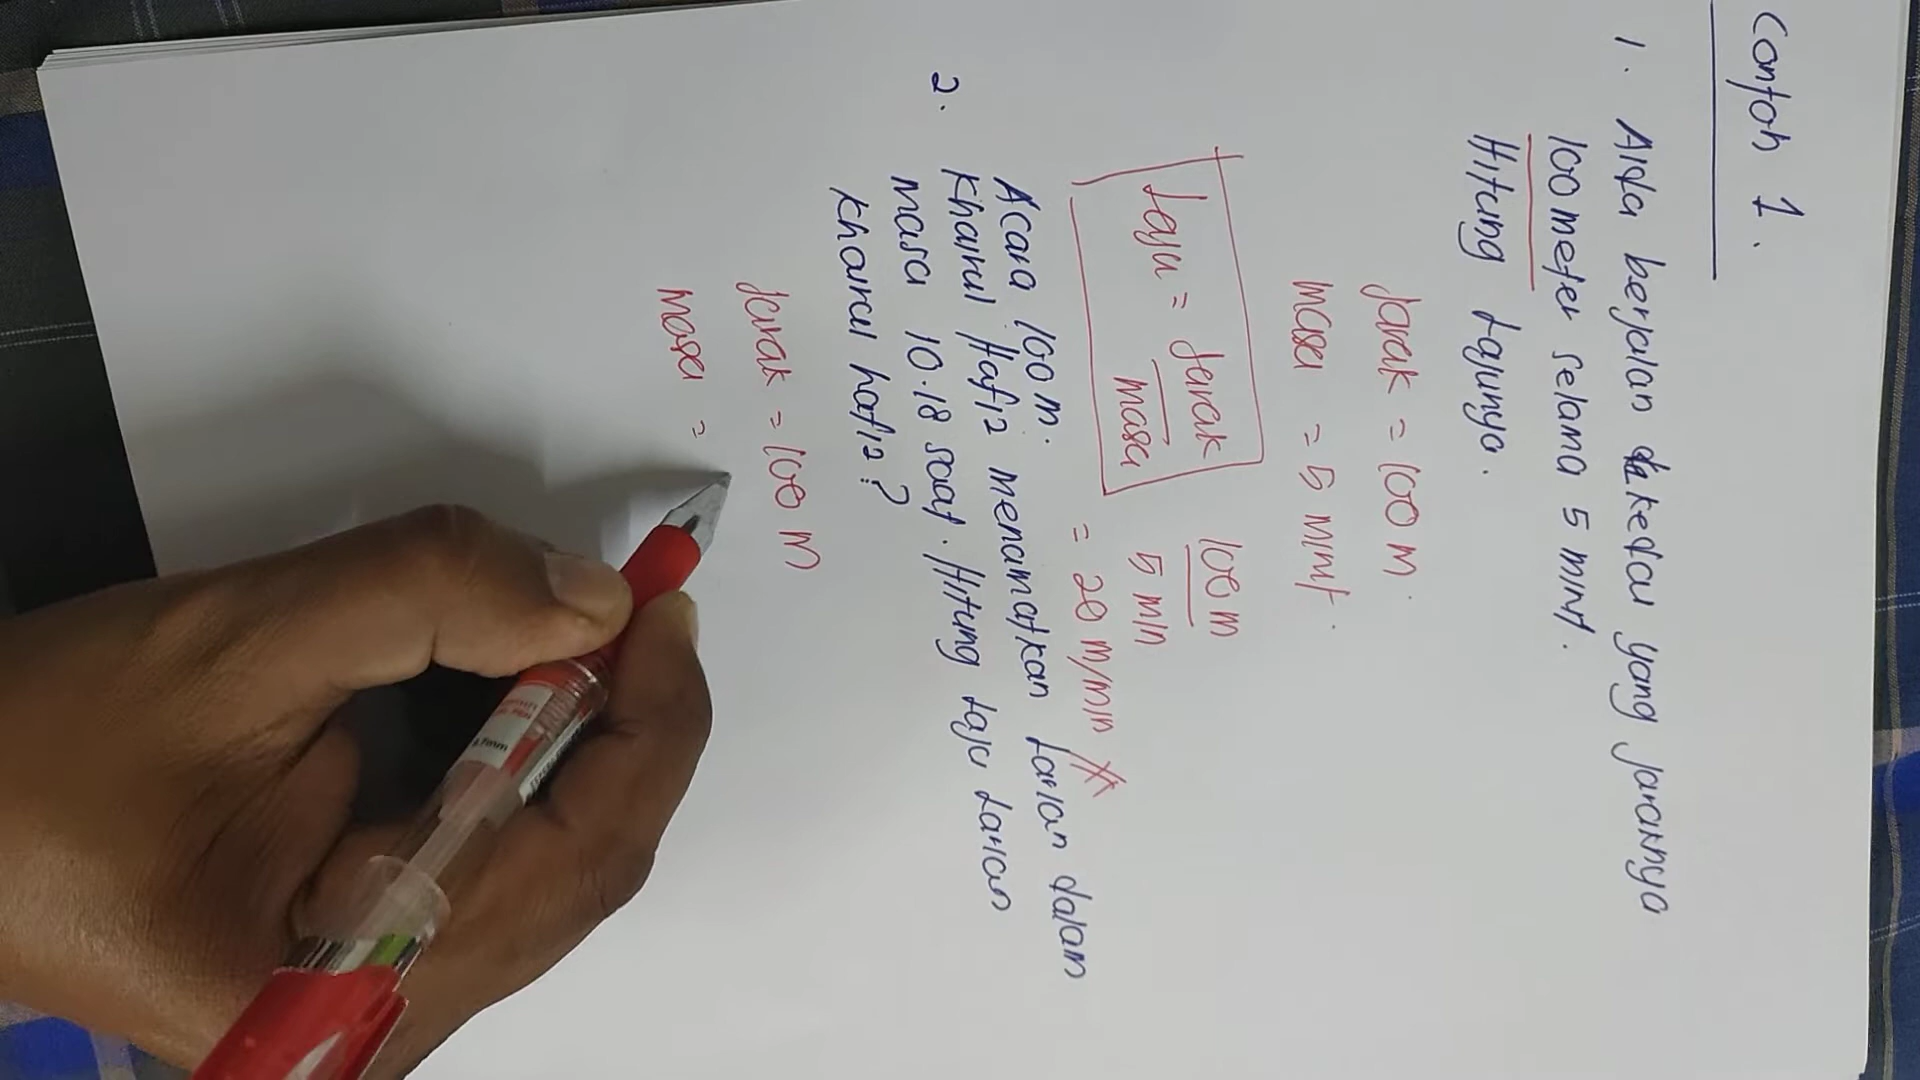 Contoh 1.
1. Aida berjalan ke kedai yang jaraknya
100 meter selama 5 minit.
Hitung Lajunya.
Jarak = 100 m.
masa = 5 minit.
Laju = Jarak
masa
100 m
5 min
= 20 m/min
2. Acara 100 m.
Khairul Hafiz menamatkan Larian dalam
masa 10.18 saat. Hitung Laju Larian
Khairul hafiz?
Jarak = 100 m
masa =
0.7mm